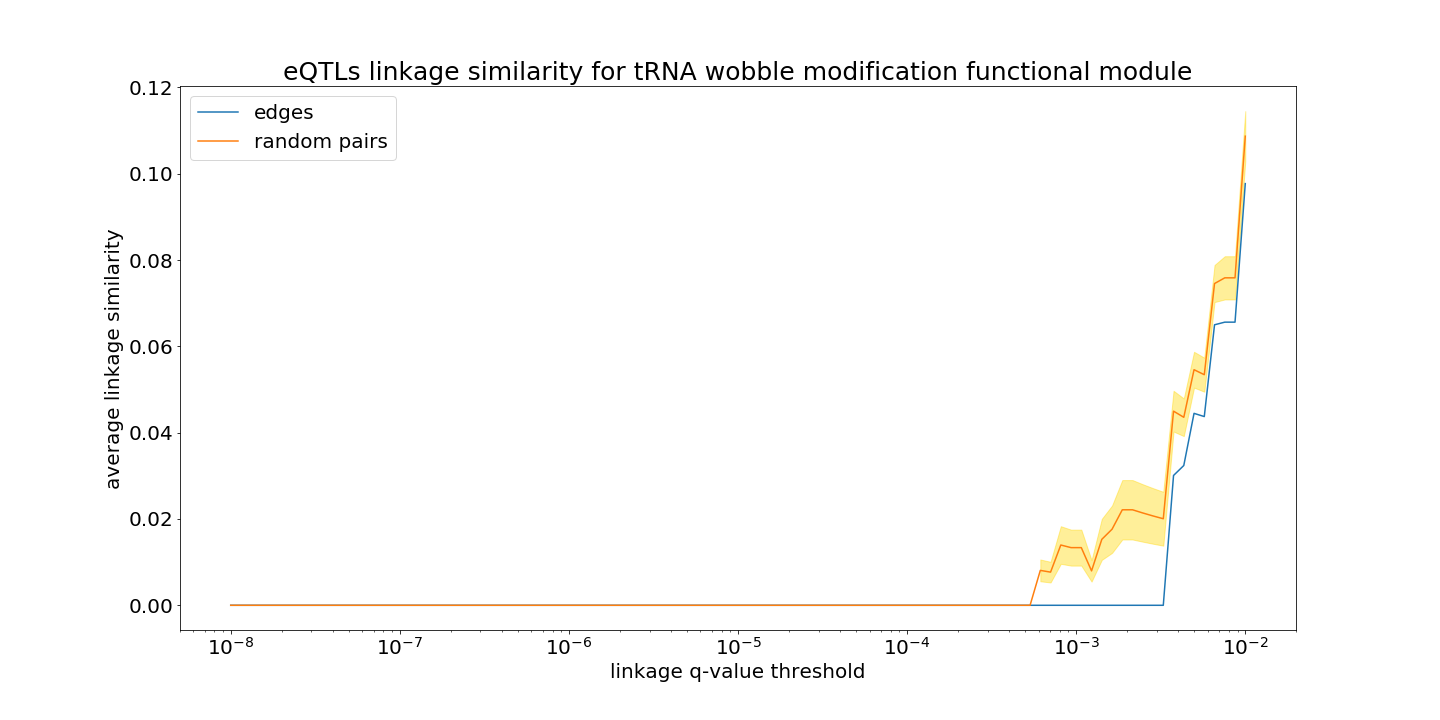 eQTLs linkage similarity for tRNA wobble modification functional module
edges
random pairs
average linkage similarity
0.12
0.10
0.08
0.06
0.04
0.02
0.00
10⁻⁸ 10⁻⁷ 10⁻⁶ 10⁻⁵ 10⁻⁴ 10⁻³ 10⁻²
linkage q-value threshold